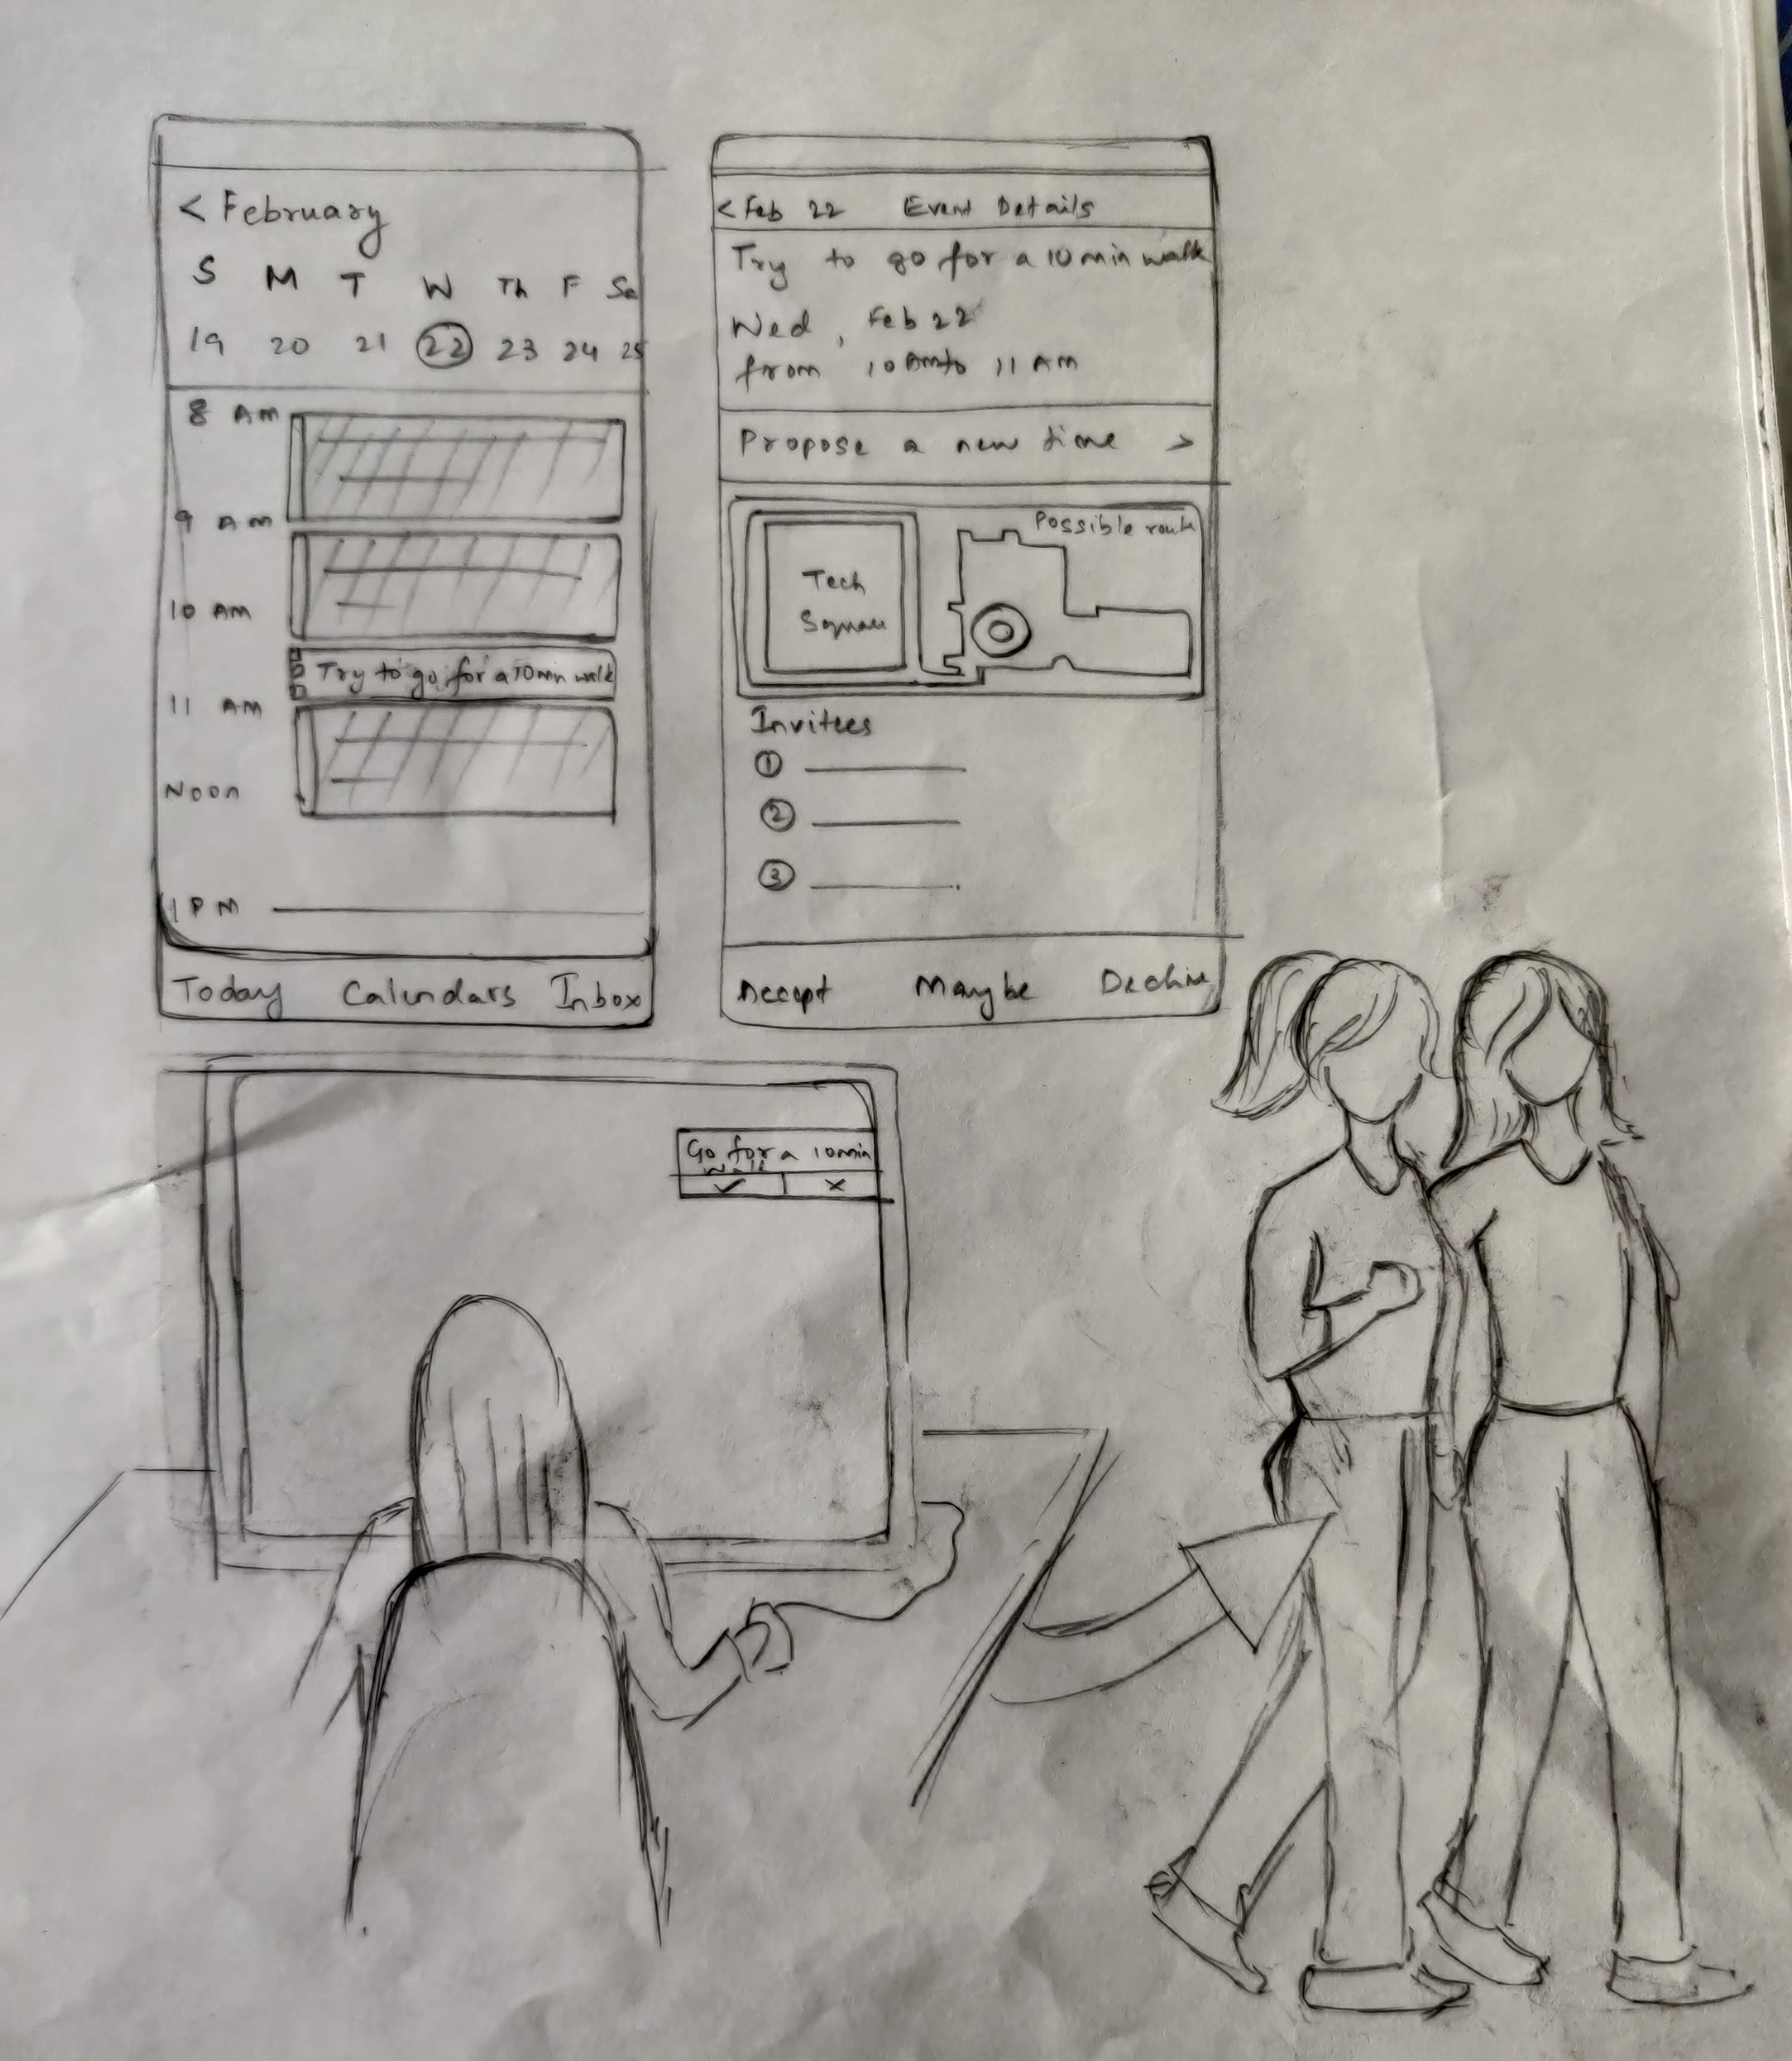 < February
S M T W Th F Sa
19 20 21 22 23 24 25
8 AM
9 AM
10 AM
Try to go for a 10min walk
11 AM
Noon
1 PM
Today Calendars Inbox
< Feb 22 Event Details
Try to go for a 10 min walk
Wed, Feb 22
from 10 AM to 11 AM
Propose a new time >
Possible route
Tech
Square
Invitees
1
2
3
Accept Maybe Decline
Go for a 10min
walk
✓ ×